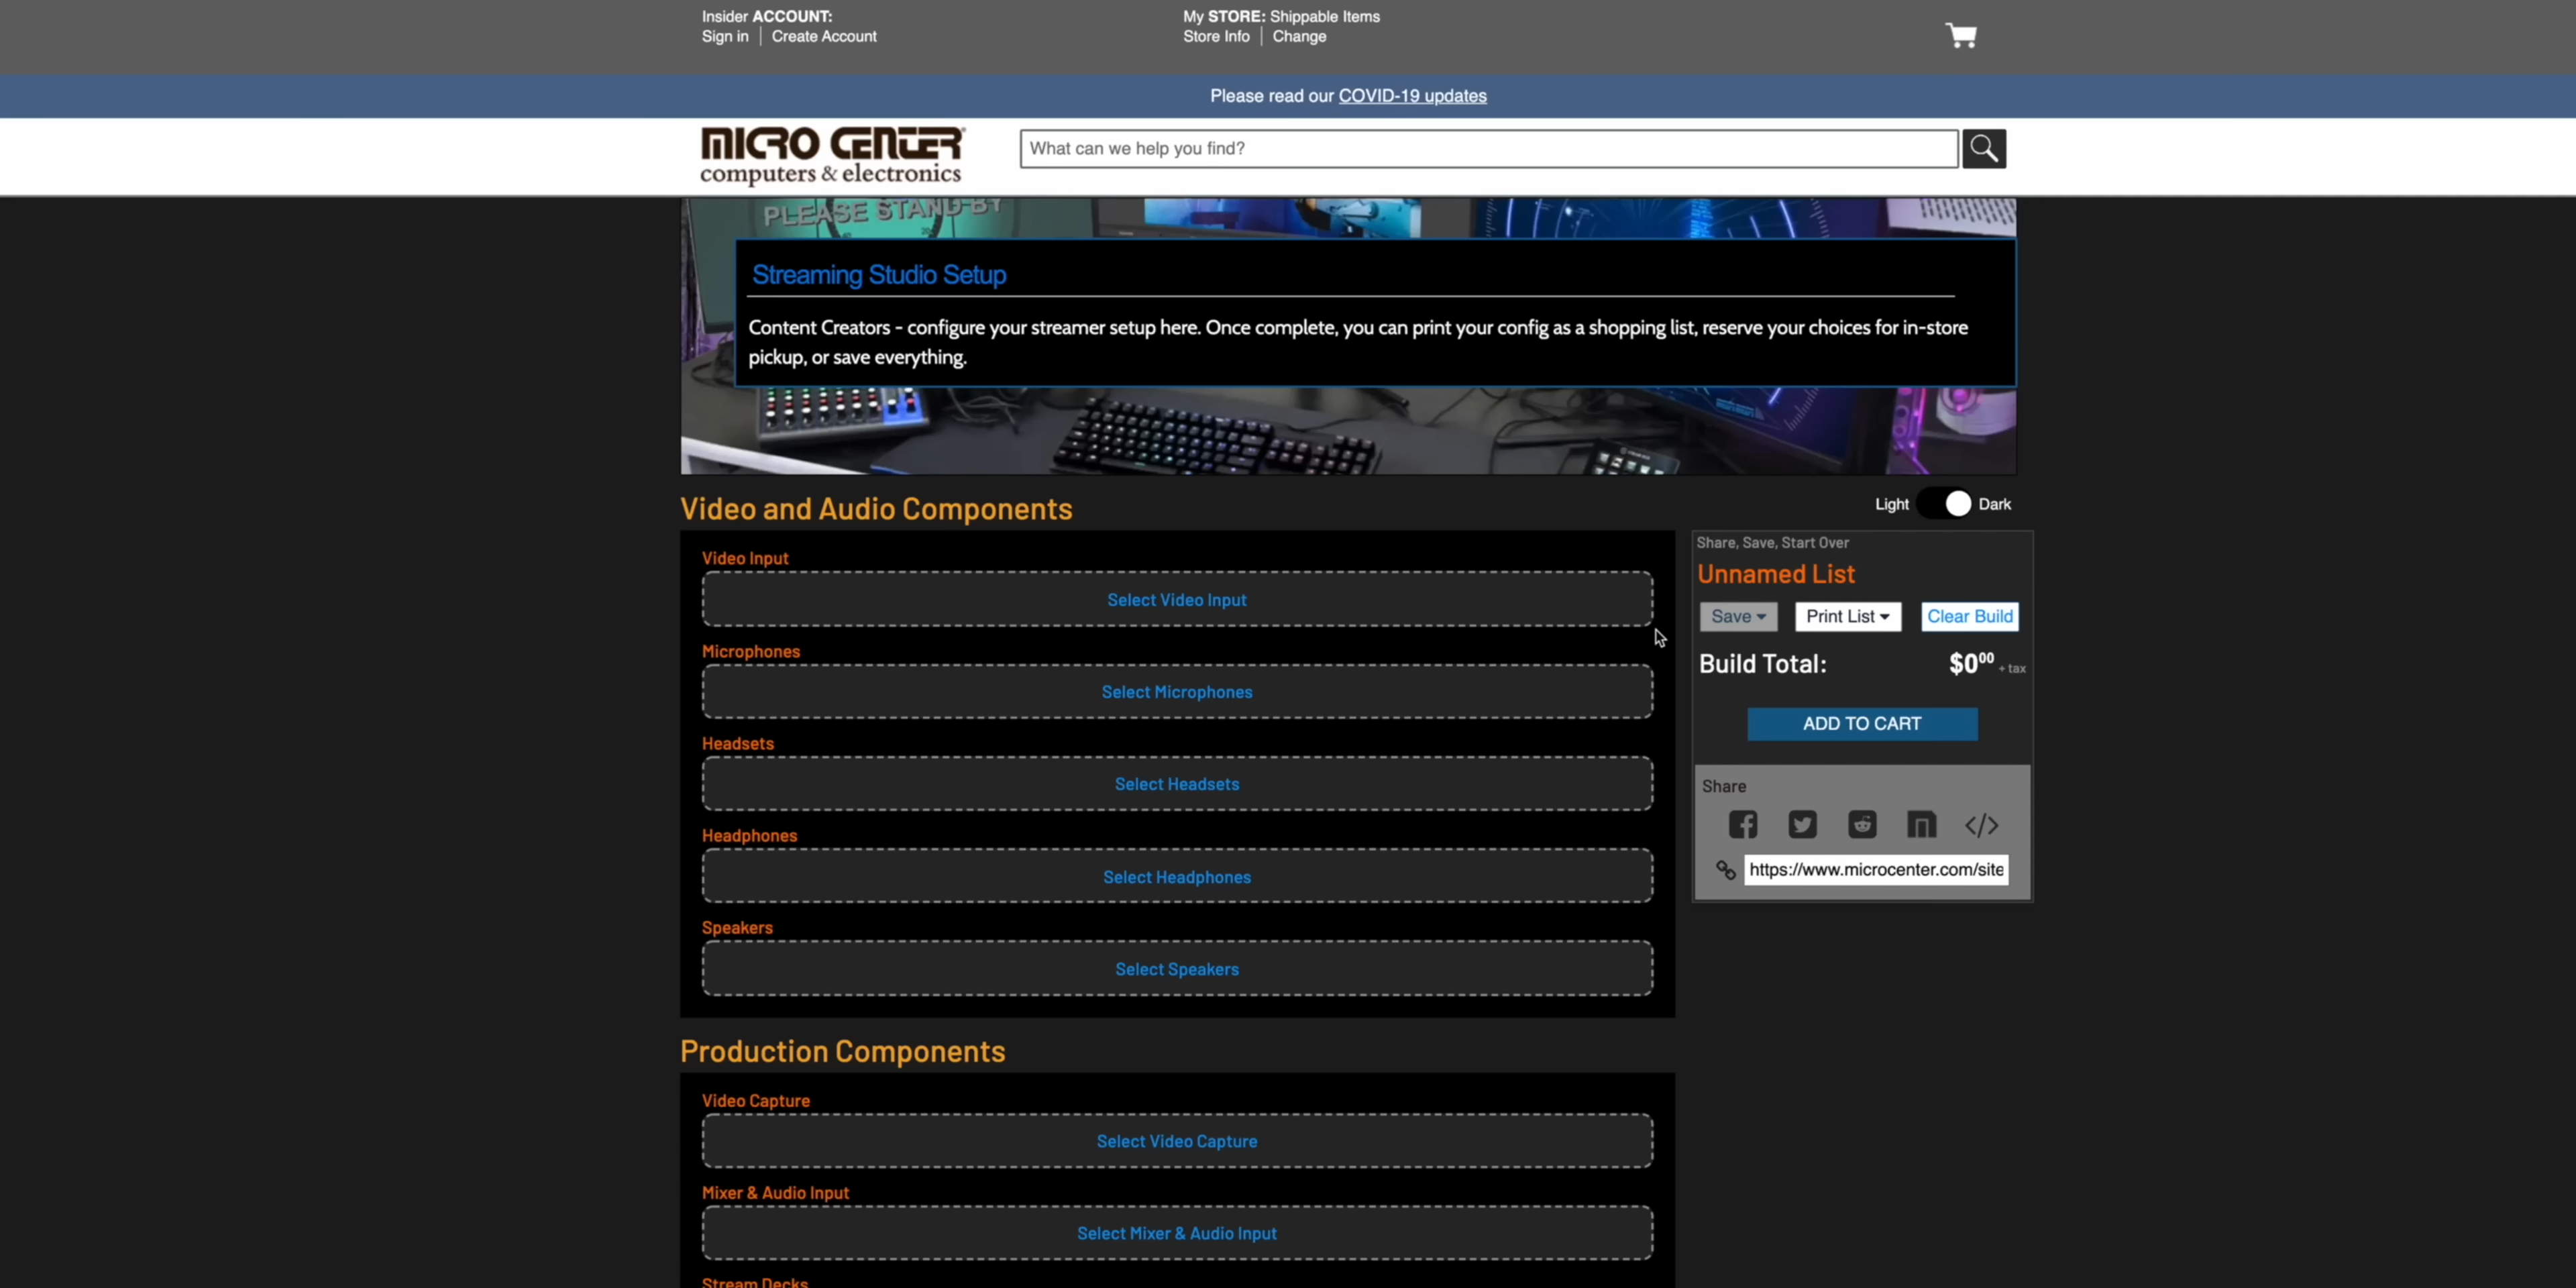 Insider ACCOUNT:
Sign in | Create Account
My STORE: Shippable Items
Store Info | Change
Please read our COVID-19 updates
MICRO CENTER
computers & electronics
What can we help you find?
PLEASE STAND BY
Streaming Studio Setup
Content Creators - configure your streamer setup here. Once complete, you can print your config as a shopping list, reserve your choices for in-store
pickup, or save everything.
Video and Audio Components
Light
Dark
Video Input
Select Video Input
Microphones
Select Microphones
Headsets
Select Headsets
Headphones
Select Headphones
Speakers
Select Speakers
Share, Save, Start Over
Unnamed List
Save
Print List
Clear Build
Build Total: $000 + tax
ADD TO CART
Share
https://www.microcenter.com/site
Production Components
Video Capture
Select Video Capture
Mixer & Audio Input
Select Mixer & Audio Input
Stream Decks